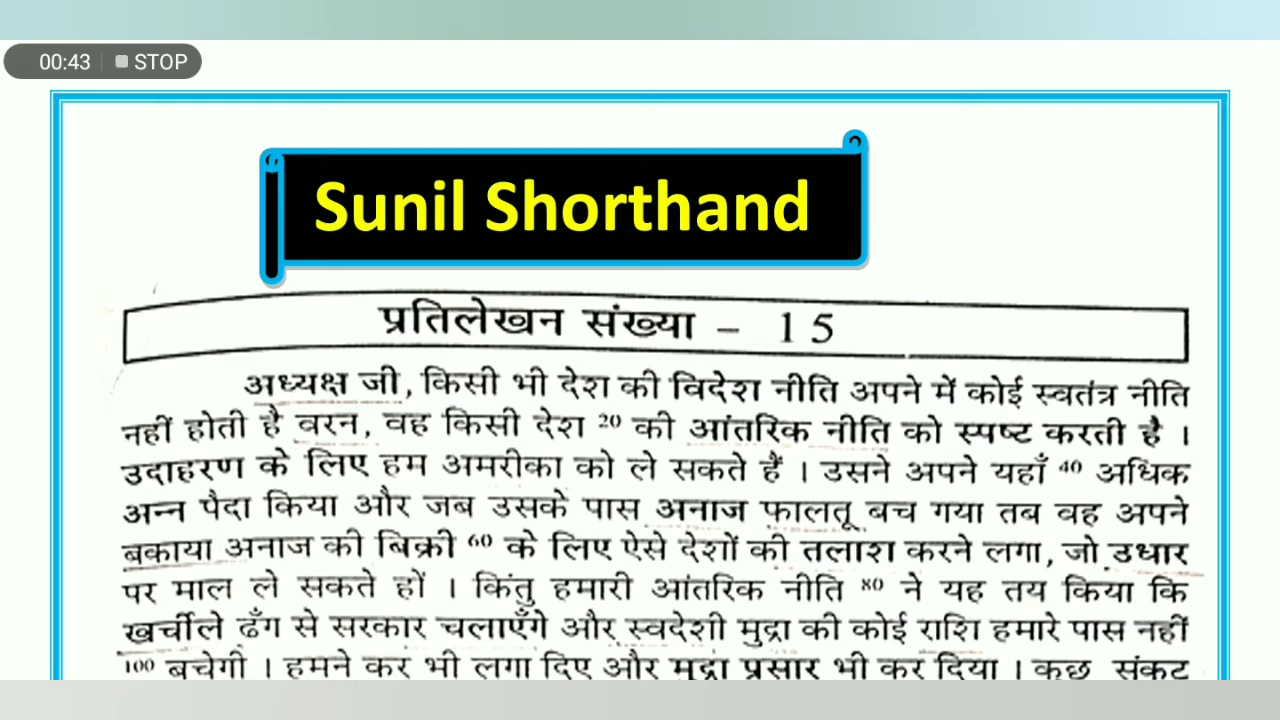 00:43 STOP
Sunil Shorthand
प्रतिलेखन संख्या – 15
अध्यक्ष जी, किसी भी देश की विदेश नीति अपने में कोई स्वतंत्र नीति
नहीं होती है वरन, वह किसी देश 20 की आंतरिक नीति को स्पष्ट करती है ।
उदाहरण के लिए हम अमरीका को ले सकते हैं । उसने अपने यहाँ 40 अधिक
अन्न पैदा किया और जब उसके पास अनाज फालतू बच गया तब वह अपने
बकाया अनाज की बिक्री 60 के लिए ऐसे देशों की तलाश करने लगा, जो उधार
पर माल ले सकते हों । किंतु हमारी आंतरिक नीति 80 ने यह तय किया कि
खर्चीले ढँग से सरकार चलाएँगे और स्वदेशी मुद्रा की कोई राशि हमारे पास नहीं
100 बचेगी । हमने कर भी लगा दिए और मुद्रा प्रसार भी कर दिया । कुछ संकट